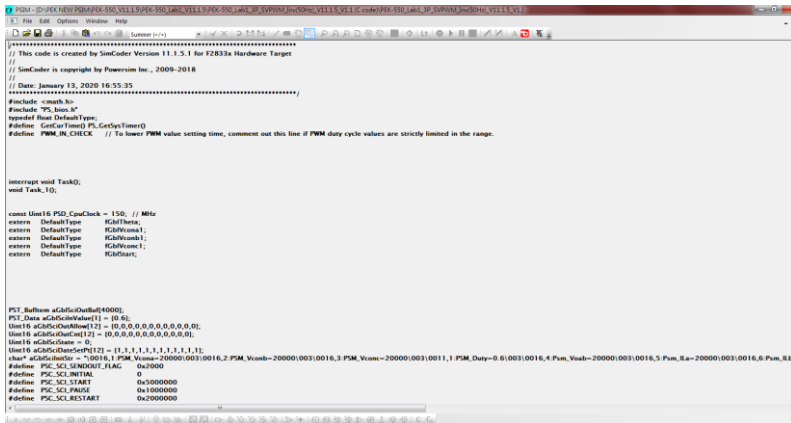 PSIM - [D:\PEK NEW PSIM\PEK-550_V11.1.5\PEK-550_Lab1_V11.1.5\PEK-550_Lab1_3P_SVPWM_Inv(50Hz)_V11.1.5_V1.1 (C code)\PEK-550_Lab1_3P_SVPWM_Inv(50Hz)_V11.1.5_V1.1]
File Edit Options Window Help
Summer (+/+)
/**********************************************************************************
// This code is created by SimCoder Version 11.1.5.1 for F2833x Hardware Target
//
// SimCoder is copyright by Powersim Inc., 2009-2018
//
// Date: January 13, 2020 16:55:35
**********************************************************************************/
#include <math.h>
#include "PS_bios.h"
typedef float DefaultType;
#define GetCurTime() PS_GetSysTimer()
#define PWM_IN_CHECK // To lower PWM value setting time, comment out this line if PWM duty cycle values are strictly limited in the range.
interrupt void Task();
void Task_1();
const Uint16 PSD_CpuClock = 150; // MHz
extern DefaultType fGblTheta;
extern DefaultType fGblVcona1;
extern DefaultType fGblVconb1;
extern DefaultType fGblVconc1;
extern DefaultType fGblStart;
PST_BufItem aGblSciOutBuf[4000];
PST_Data aGblSciInValue[1] = {0.6};
Uint16 aGblSciOutAllow[12] = {0,0,0,0,0,0,0,0,0,0,0,0};
Uint16 aGblSciOutCnt[12] = {0,0,0,0,0,0,0,0,0,0,0,0};
Uint16 nGblSciState = 0;
Uint16 aGblSciDateSetPt[12] = {1,1,1,1,1,1,1,1,1,1,1,1};
char* aGblSciInitStr = "\0016,1:PSM_Vcona=20000\003\0016,2:PSM_Vconb=20000\003\0016,3:PSM_Vconc=20000\003\0011,1:PSM_Duty=0.6\003\0016,4:Psm_Voab=20000\003\0016,5:Psm_ILa=20000\003\0016,6:Psm_ILb
#define PSC_SCI_SENDOUT_FLAG 0x2000
#define PSC_SCI_INITIAL 0
#define PSC_SCI_START 0x5000000
#define PSC_SCI_PAUSE 0x1000000
#define PSC_SCI_RESTART 0x2000000